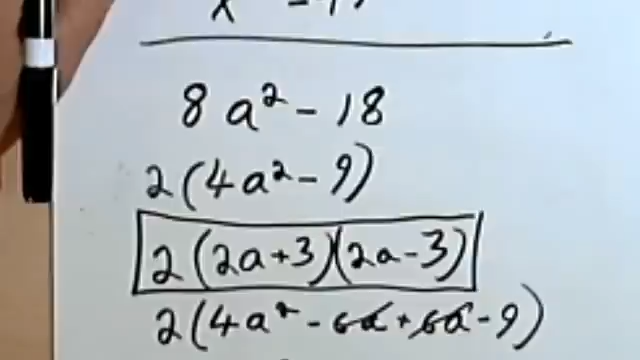 8a² - 18
2(4a² - 9)
2(2a+3)(2a-3)
2(4a² - 6a + 6a - 9)